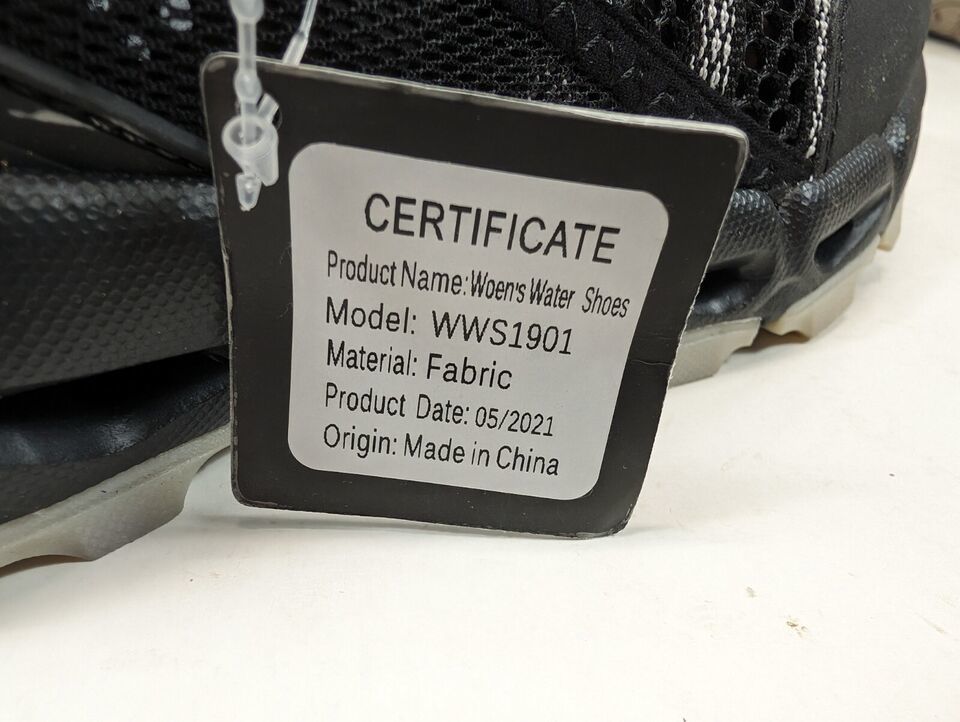 CERTIFICATE
Product Name:Woen's Water Shoes
Model: WWS1901
Material: Fabric
Product Date: 05/2021
Origin: Made in China